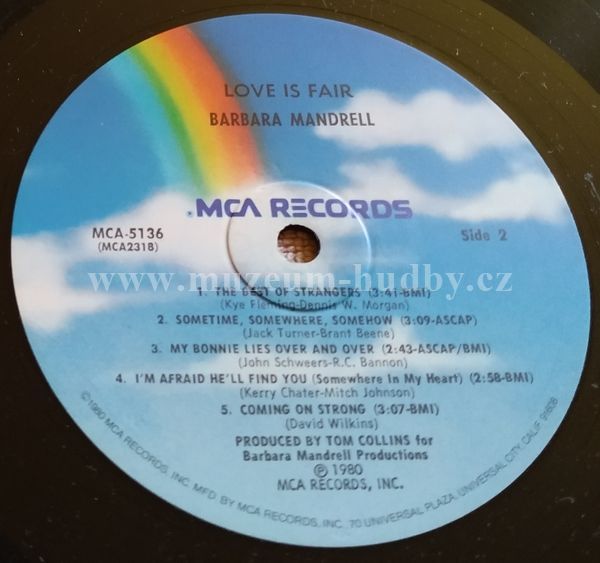 LOVE IS FAIR
BARBARA MANDRELL
MCA RECORDS
MCA-5136
(MCA2318)
Side 2
www.muzeum-hudby.cz
1. THE BEST OF STRANGERS (3:41-BMI)
(Kye Fleming-Dennis W. Morgan)
2. SOMETIME, SOMEWHERE, SOMEHOW (3:09-ASCAP)
(Jack Turner-Brant Beene)
3. MY BONNIE LIES OVER AND OVER (2:43-ASCAP/BMI)
(John Schweers-R.C. Bannon)
4. I'M AFRAID HE'LL FIND YOU (Somewhere In My Heart) (2:58-BMI)
(Kerry Chater-Mitch Johnson)
5. COMING ON STRONG (3:07-BMI)
(David Wilkins)
PRODUCED BY TOM COLLINS for
Barbara Mandrell Productions
℗ 1980
MCA RECORDS, INC.
©1980 MCA RECORDS, INC. MFD. BY MCA RECORDS, INC. 70 UNIVERSAL PLAZA, UNIVERSAL CITY, CALIF. 91608